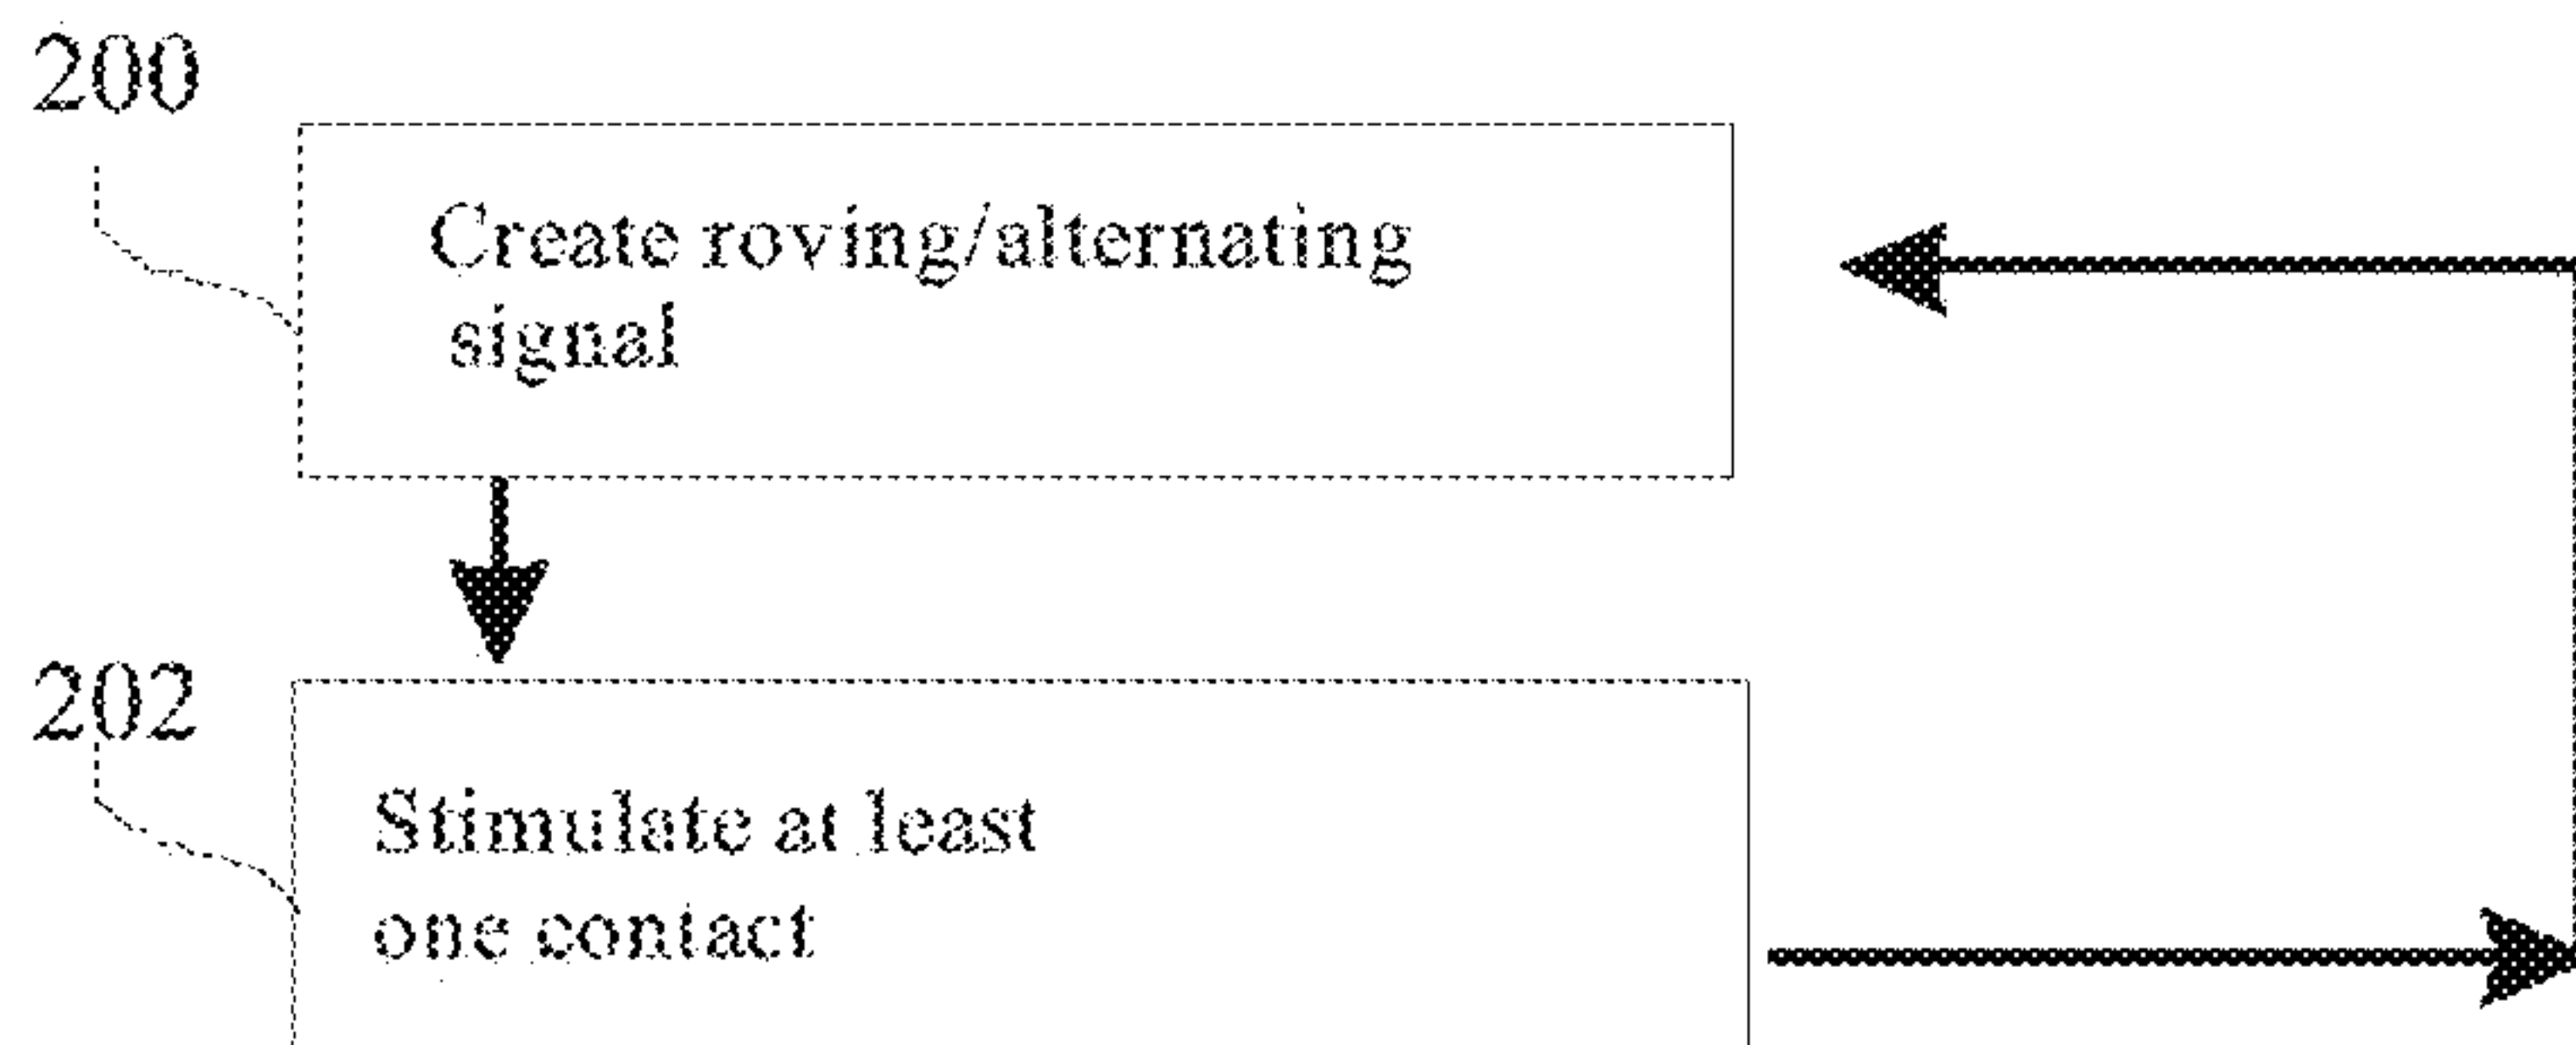 200
Create roving/alternating
signal
202
Stimulate at least
one contact